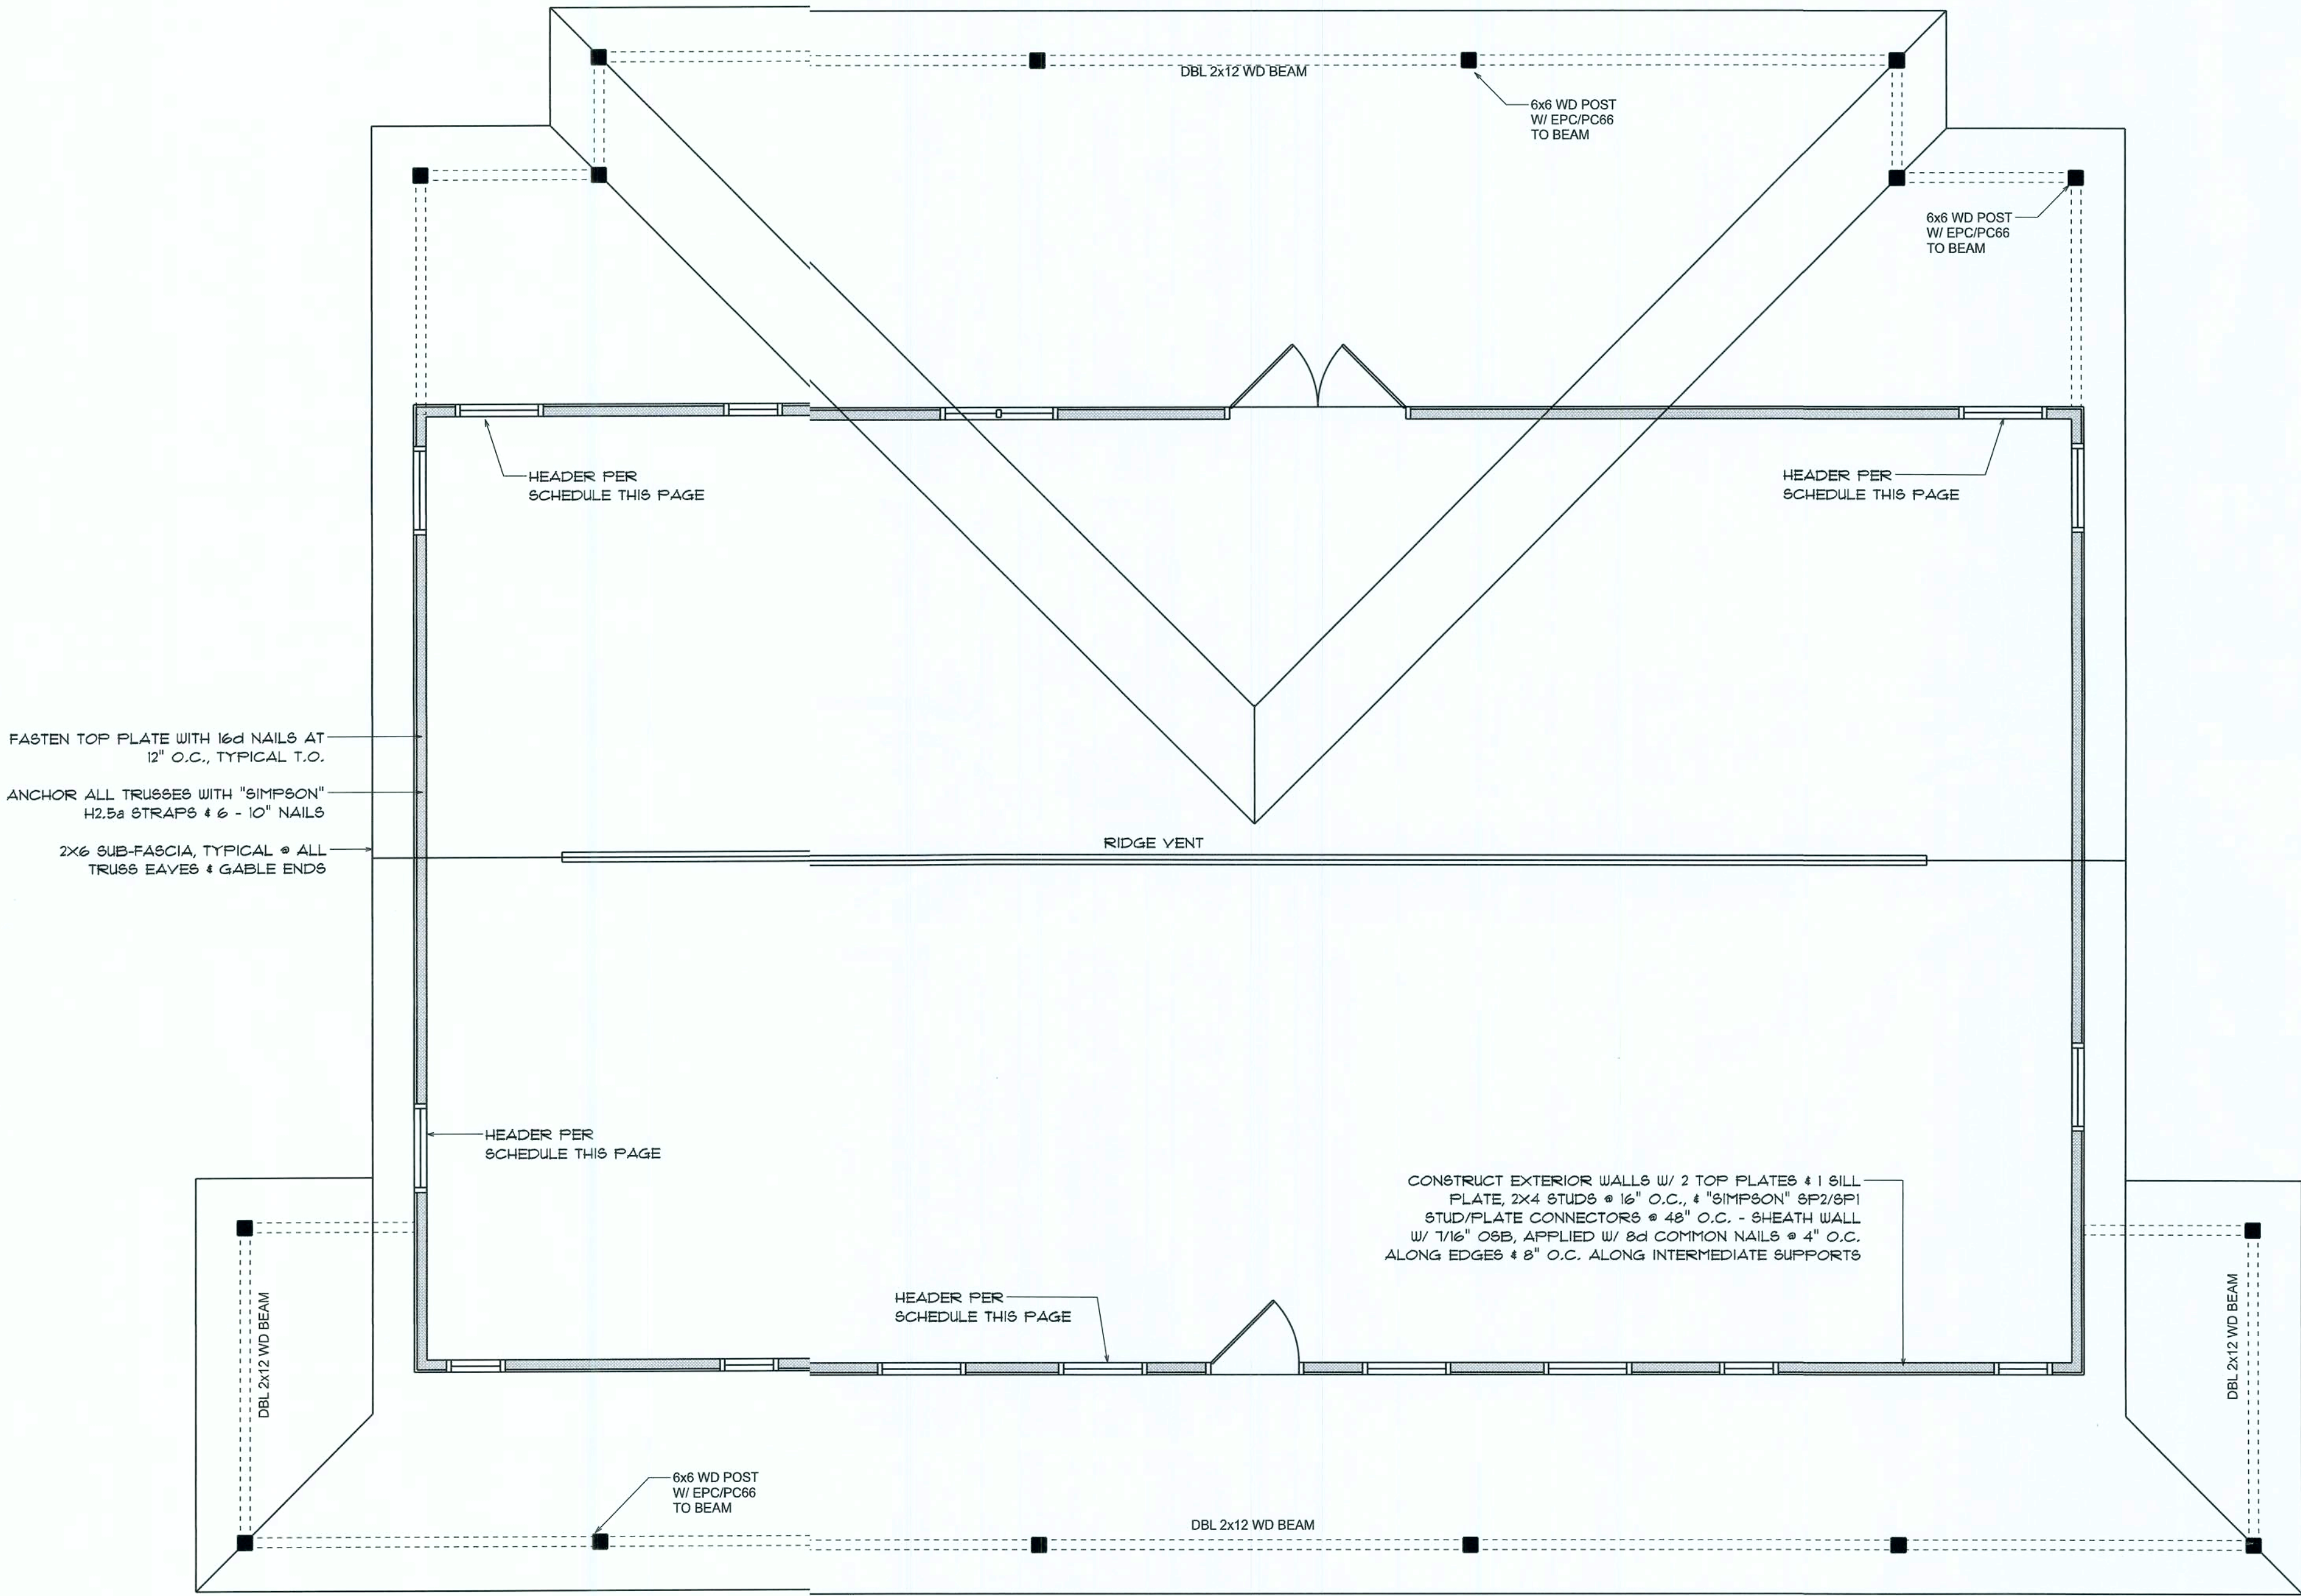 DBL 2x12 WD BEAM
6x6 WD POST
W/ EPC/PC66
TO BEAM
6x6 WD POST
W/ EPC/PC66
TO BEAM
HEADER PER
SCHEDULE THIS PAGE
HEADER PER
SCHEDULE THIS PAGE
FASTEN TOP PLATE WITH 16d NAILS AT
12" O.C., TYPICAL T.O.
ANCHOR ALL TRUSSES WITH "SIMPSON"
H2.5a STRAPS & 6 - 10" NAILS
2X6 SUB-FASCIA, TYPICAL @ ALL
TRUSS EAVES & GABLE ENDS
RIDGE VENT
HEADER PER
SCHEDULE THIS PAGE
CONSTRUCT EXTERIOR WALLS W/ 2 TOP PLATES & 1 SILL
PLATE, 2X4 STUDS @ 16" O.C., & "SIMPSON" SP2/SP1
STUD/PLATE CONNECTORS @ 48" O.C. - SHEATH WALL
W/ 7/16" OSB, APPLIED W/ 8d COMMON NAILS @ 4" O.C.
ALONG EDGES & 8" O.C. ALONG INTERMEDIATE SUPPORTS
HEADER PER
SCHEDULE THIS PAGE
DBL 2x12 WD BEAM
DBL 2x12 WD BEAM
6x6 WD POST
W/ EPC/PC66
TO BEAM
DBL 2x12 WD BEAM